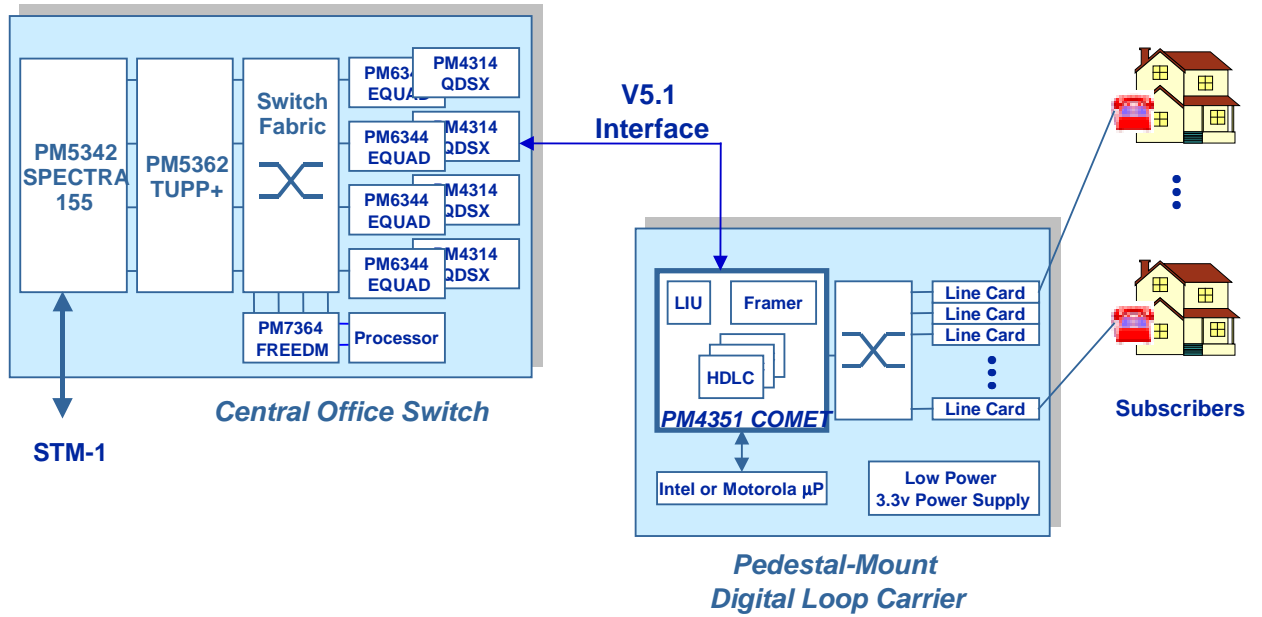 PM5342
SPECTRA
155
PM5362
TUPP+
Switch
Fabric
PM634
EQUAD
PM4314
QDSX
PM6344
EQUAD
PM4314
QDSX
PM6344
EQUAD
PM4314
QDSX
PM6344
EQUAD
PM4314
QDSX
PM7364
FREEDM
Processor
Central Office Switch
STM-1
V5.1
Interface
LIU
Framer
HDLC
PM4351 COMET
Intel or Motorola µP
Line Card
Line Card
Line Card
Line Card
Low Power
3.3v Power Supply
Pedestal-Mount
Digital Loop Carrier
Subscribers